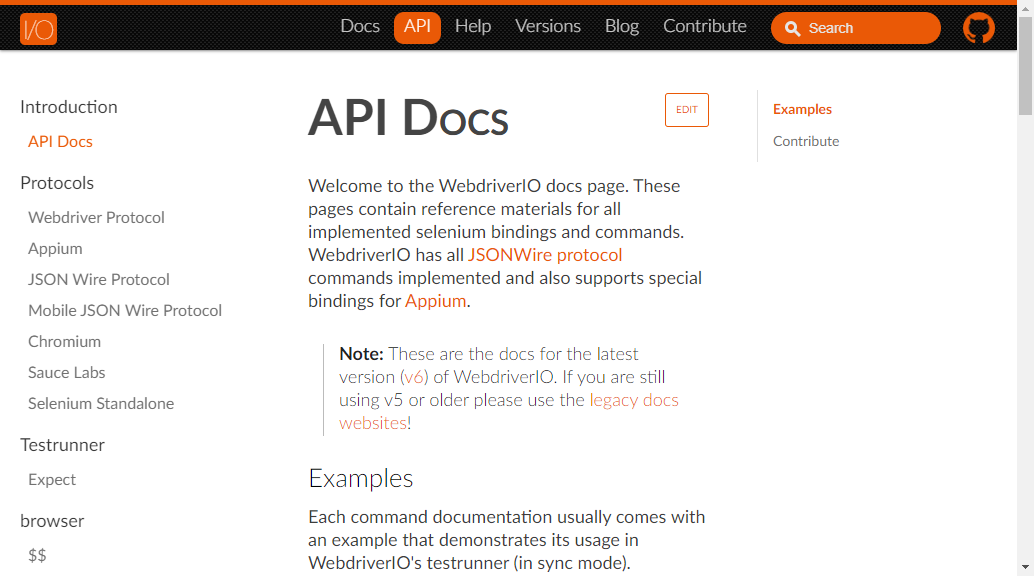 I/O
Docs API Help Versions Blog Contribute Search
Introduction
API Docs
Protocols
Webdriver Protocol
Appium
JSON Wire Protocol
Mobile JSON Wire Protocol
Chromium
Sauce Labs
Selenium Standalone
Testrunner
Expect
browser
$$
API Docs
EDIT
Welcome to the WebdriverIO docs page. These
pages contain reference materials for all
implemented selenium bindings and commands.
WebdriverIO has all JSONWire protocol
commands implemented and also supports special
bindings for Appium.
Note: These are the docs for the latest
version (v6) of WebdriverIO. If you are still
using v5 or older please use the legacy docs
websites!
Examples
Each command documentation usually comes with
an example that demonstrates its usage in
WebdriverIO's testrunner (in sync mode).
Examples
Contribute